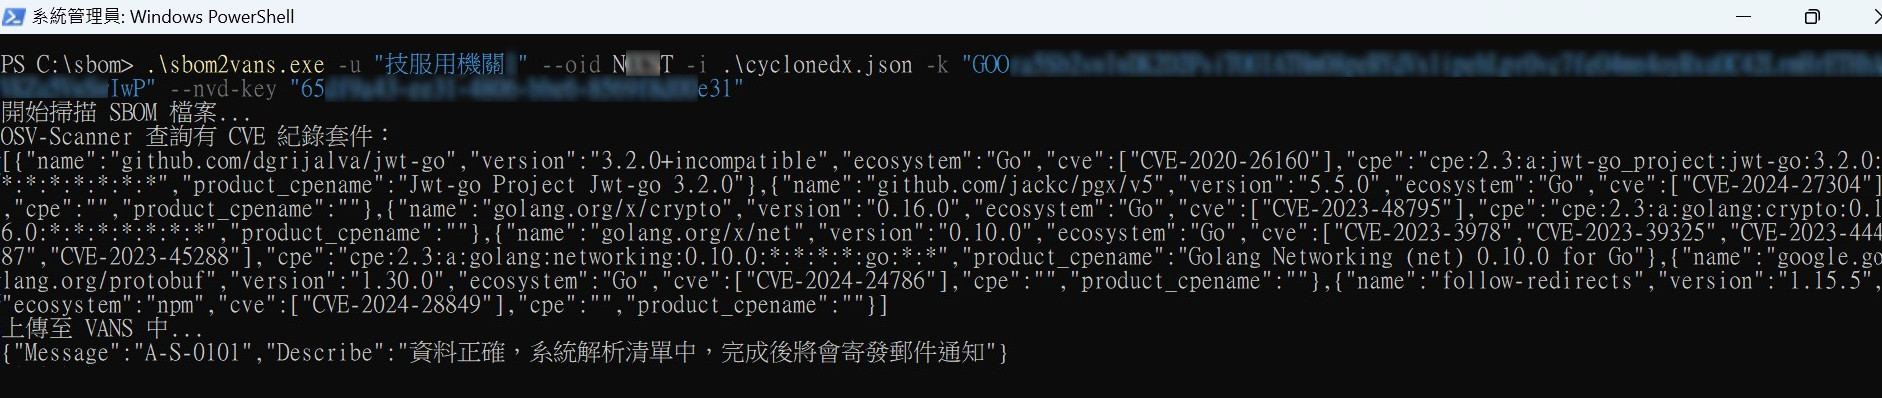 系統管理員: Windows PowerShell
PS C:\sbom> .\sbom2vans.exe -u "技服用機關 " --oid N T -i .\cyclonedx.json -k "GOO
IwP" --nvd-key "65 e31"
開始掃描 SBOM 檔案...
OSV-Scanner 查詢有 CVE 紀錄套件：
[{"name":"github.com/dgrijalva/jwt-go","version":"3.2.0+incompatible","ecosystem":"Go","cve":["CVE-2020-26160"],"cpe":"cpe:2.3:a:jwt-go_project:jwt-go:3.2.0:
*:*:*:*:*:*:*","product_cpename":"Jwt-go Project Jwt-go 3.2.0"},{"name":"github.com/jackc/pgx/v5","version":"5.5.0","ecosystem":"Go","cve":["CVE-2024-27304"]
,"cpe":"","product_cpename":""},{"name":"golang.org/x/crypto","version":"0.16.0","ecosystem":"Go","cve":["CVE-2023-48795"],"cpe":"cpe:2.3:a:golang:crypto:0.1
6.0:*:*:*:*:*:*:*","product_cpename":""},{"name":"golang.org/x/net","version":"0.10.0","ecosystem":"Go","cve":["CVE-2023-3978","CVE-2023-39325","CVE-2023-444
87","CVE-2023-45288"],"cpe":"cpe:2.3:a:golang:networking:0.10.0:*:*:*:*:go:*:*","product_cpename":"Golang Networking (net) 0.10.0 for Go"},{"name":"google.go
lang.org/protobuf","version":"1.30.0","ecosystem":"Go","cve":["CVE-2024-24786"],"cpe":"","product_cpename":""},{"name":"follow-redirects","version":"1.15.5",
"ecosystem":"npm","cve":["CVE-2024-28849"],"cpe":"","product_cpename":""}]
上傳至 VANS 中...
{"Message":"A-S-0101","Describe":"資料正確，系統解析清單中，完成後將會寄發郵件通知"}